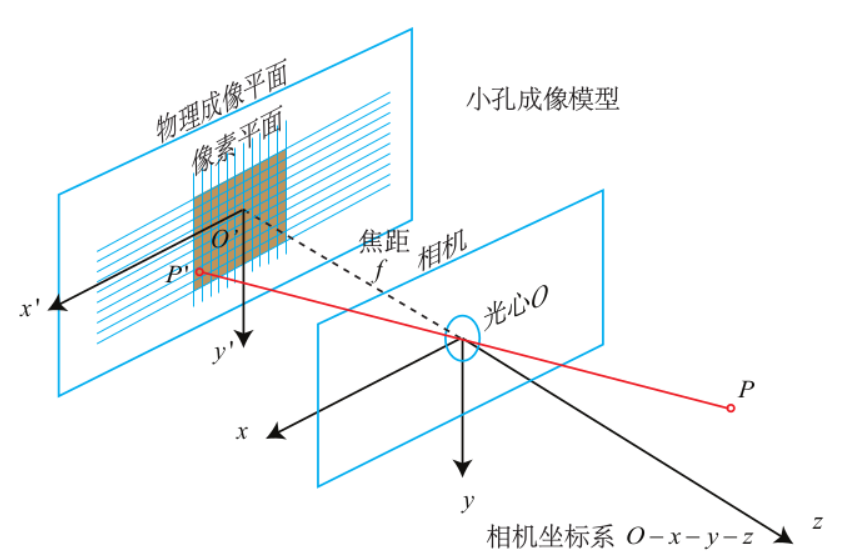 物理成像平面
小孔成像模型
像素平面
O'
焦距
f
相机
P'
x'
光心O
y'
P
x
y
z
相机坐标系 O－x－y－z